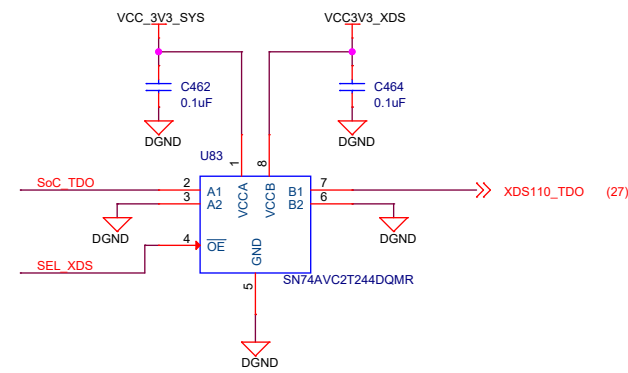 VCC_3V3_SYS
VCC3V3_XDS
C462
0.1uF
C464
0.1uF
DGND
DGND
U83
1
8
VCCA
VCCB
SoC_TDO
2
A1
B1
7
XDS110_TDO (27)
3
A2
B2
6
DGND
DGND
4
OE
SEL_XDS
GND
5
SN74AVC2T244DQMR
DGND